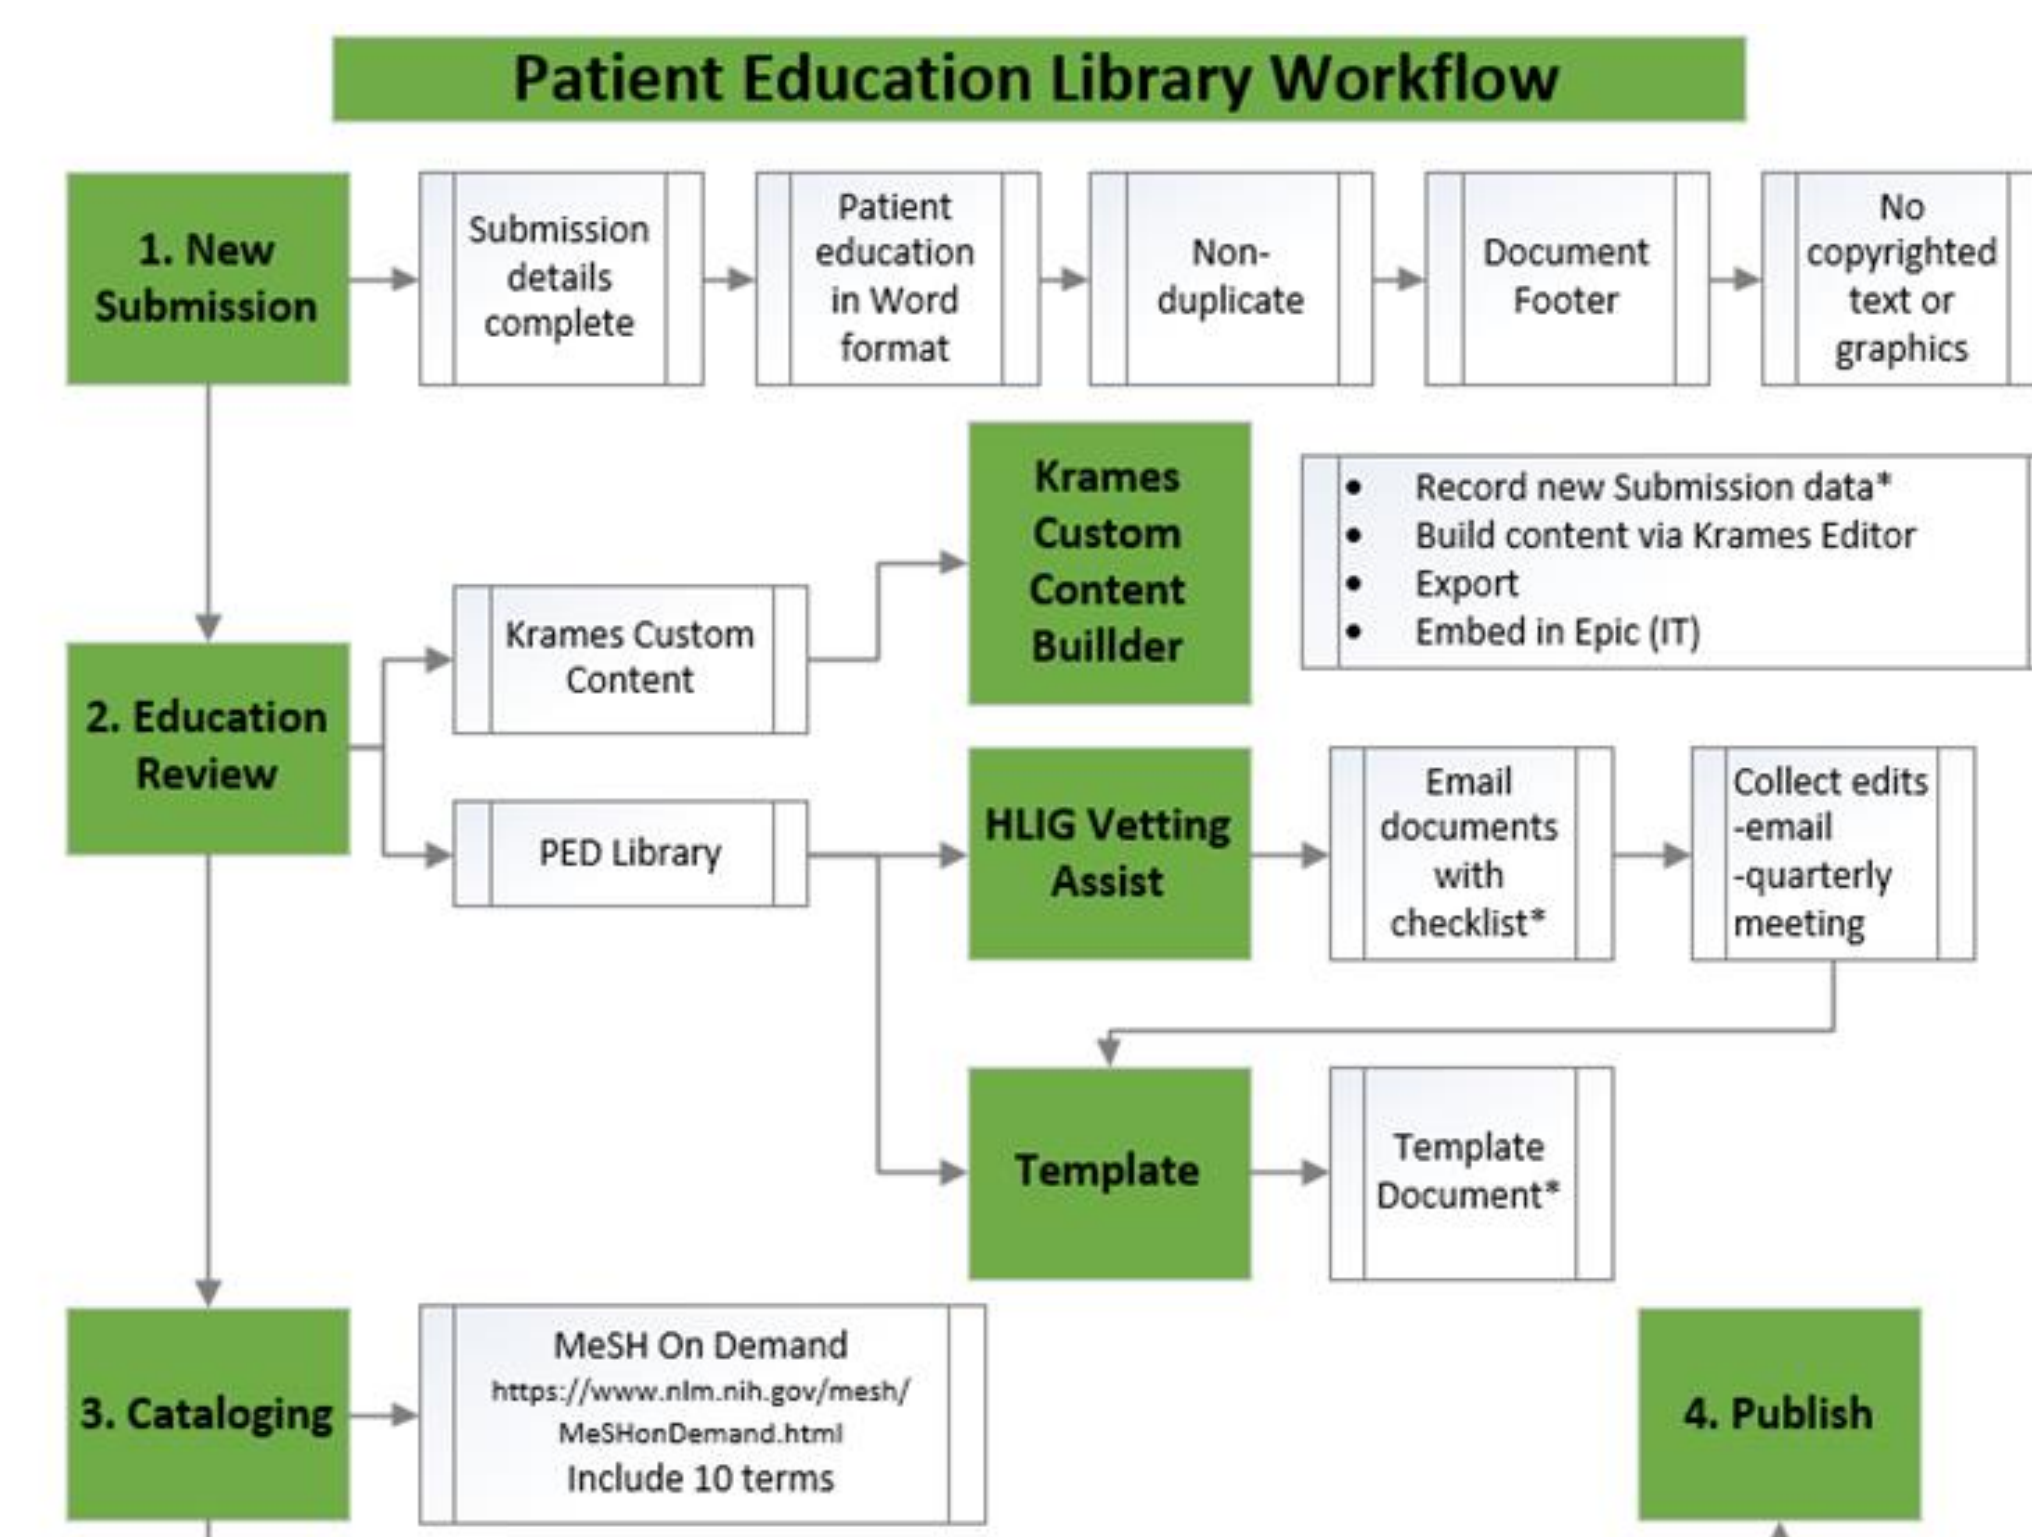 Patient Education Library Workflow
1. New
Submission
Submission
details
complete
Patient
education
in Word
format
Non-
duplicate
Document
Footer
No
copyrighted
text or
graphics
Krames
Custom
Content
Buillder
• Record new Submission data*
• Build content via Krames Editor
• Export
• Embed in Epic (IT)
2. Education
Review
Krames Custom
Content
PED Library
HLIG Vetting
Assist
Email
documents
with
checklist*
Collect edits
-email
-quarterly
meeting
Template
Template
Document*
3. Cataloging
MeSH On Demand
https://www.nlm.nih.gov/mesh/
MeSHonDemand.html
Include 10 terms
4. Publish